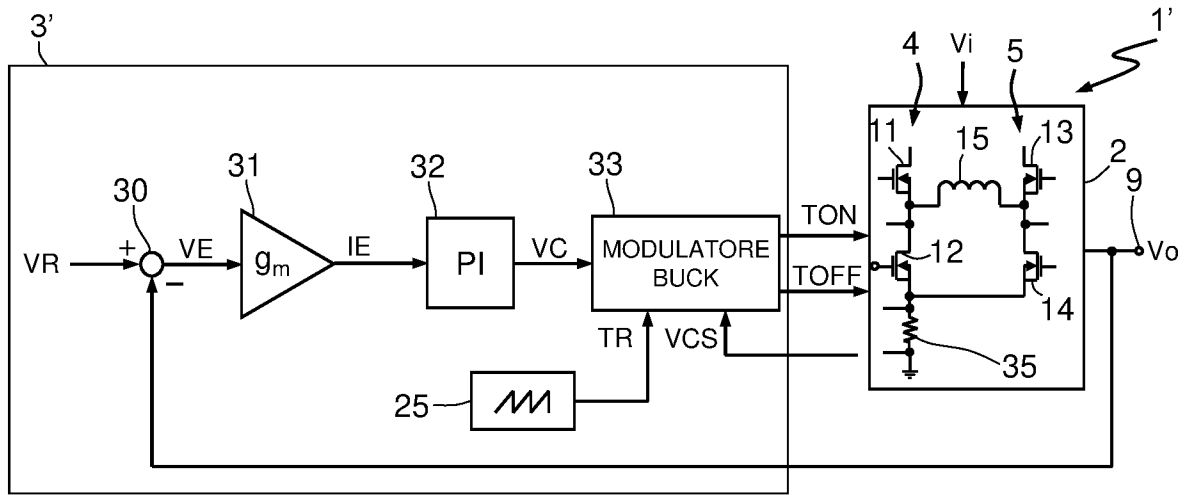 3’
4
Vi
5
1’
11
15
13
2
9
30
31
32
33
TON
VR
+
VE
−
gm
IE
PI
VC
MODULATORE
BUCK
12
Vo
TOFF
14
TR
VCS
35
25